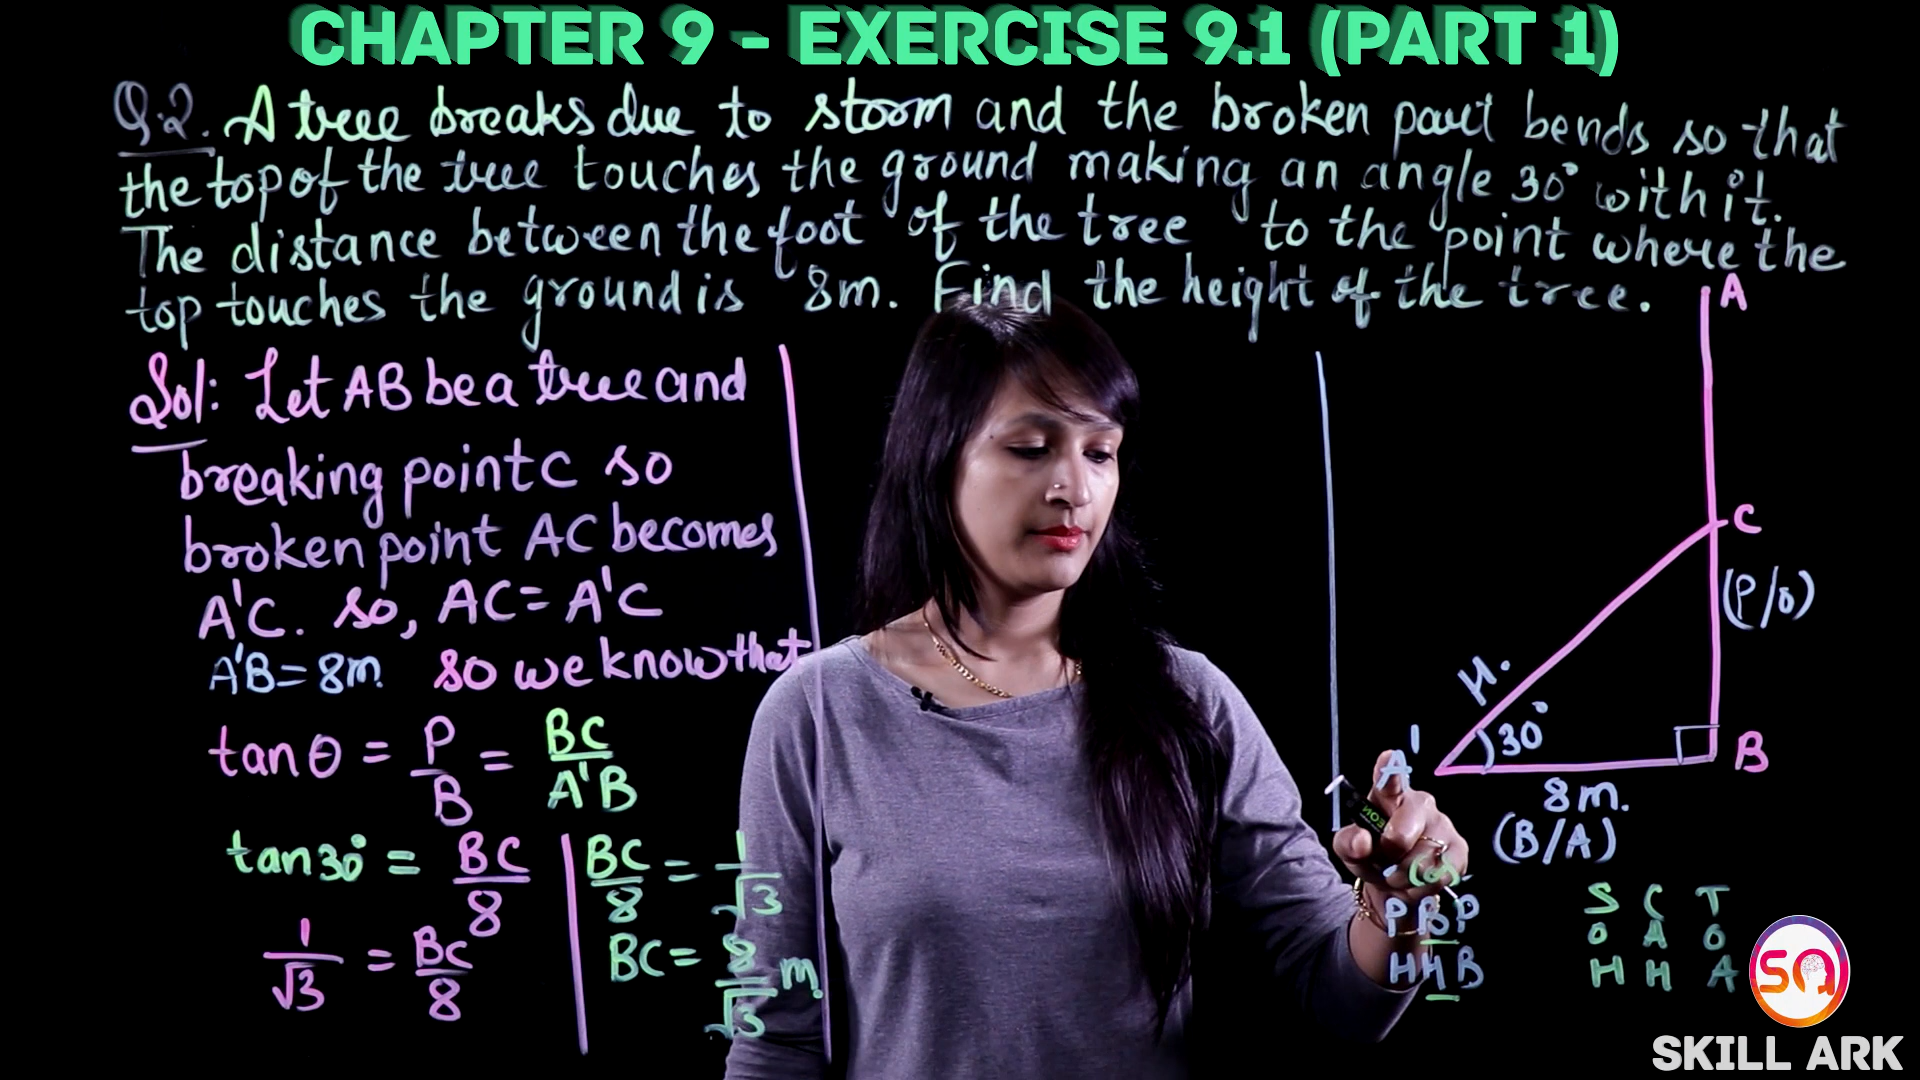 CHAPTER 9 - EXERCISE 9.1 (PART 1)
Q.2. A tree breaks due to storm and the broken part bends so that
the top of the tree touches the ground making an angle 30° with it.
The distance between the foot of the tree to the point where the
top touches the ground is 8m. Find the height of the tree.
Sol: Let AB be a tree and
breaking point C so
broken point AC becomes
A'C. so, AC = A'C
A'B = 8m. so we know that
tan θ = P/B = BC/A'B
tan 30° = BC/8
1/√3 = BC/8
BC/8 = 1/√3
BC = 8/√3 m.
A
C
(P/O)
H.
30°
A'
B
8m.
(B/A)
Cos
P B P
H H B
S C T
O A O
H H A
SA
SKILL ARK